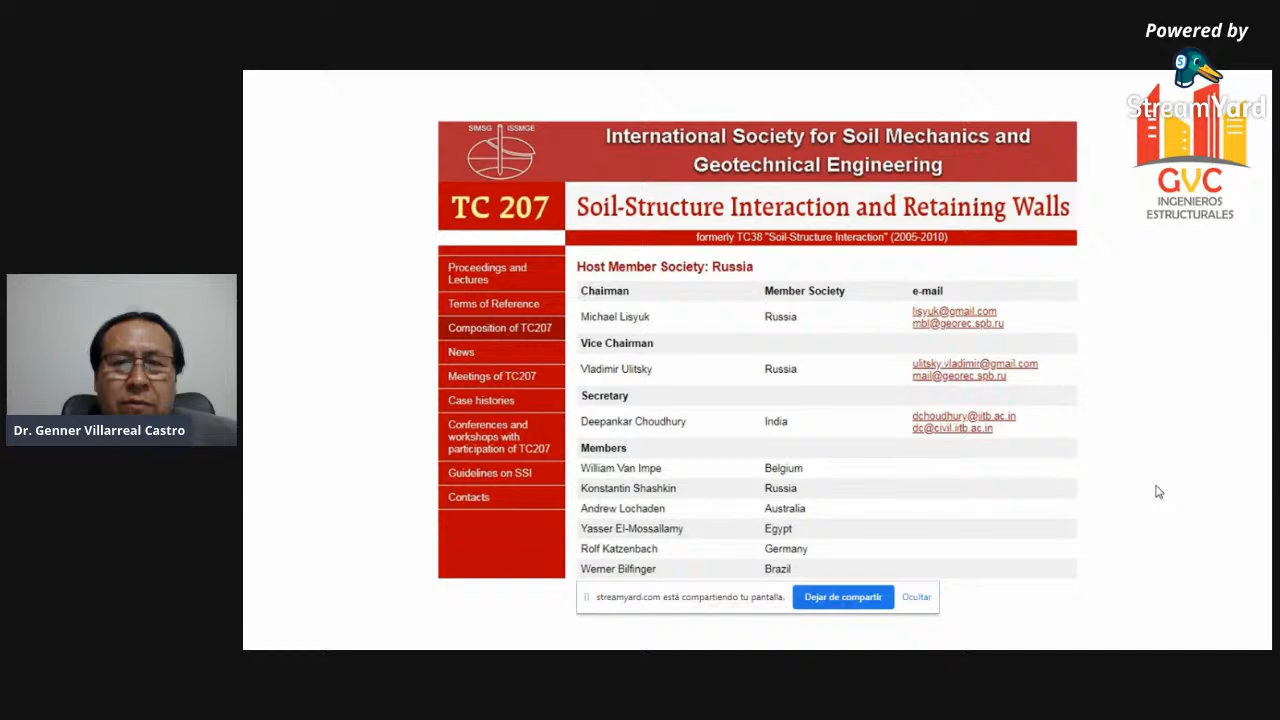 Powered by
StreamYard
GVC
INGENIEROS
ESTRUCTURALES
SIMSG ISSMGE
International Society for Soil Mechanics and
Geotechnical Engineering
TC 207
Soil-Structure Interaction and Retaining Walls
formerly TC38 "Soil-Structure Interaction" (2005-2010)
Proceedings and
Lectures
Terms of Reference
Composition of TC207
News
Meetings of TC207
Case histories
Conferences and
workshops with
participation of TC207
Guidelines on SSI
Contacts
Host Member Society: Russia
Chairman Member Society e-mail
Michael Lisyuk Russia lisyuk@gmail.com
mbl@georec.spb.ru
Vice Chairman
Vladimir Ulitsky Russia ulitsky.vladimir@gmail.com
mail@georec.spb.ru
Secretary
Deepankar Choudhury India dchoudhury@iitb.ac.in
dc@civil.iitb.ac.in
Members
William Van Impe Belgium
Konstantin Shashkin Russia
Andrew Lochaden Australia
Yasser El-Mossallamy Egypt
Rolf Katzenbach Germany
Werner Bilfinger Brazil
streamyard.com está compartiendo tu pantalla. Dejar de compartir Ocultar
Dr. Genner Villarreal Castro